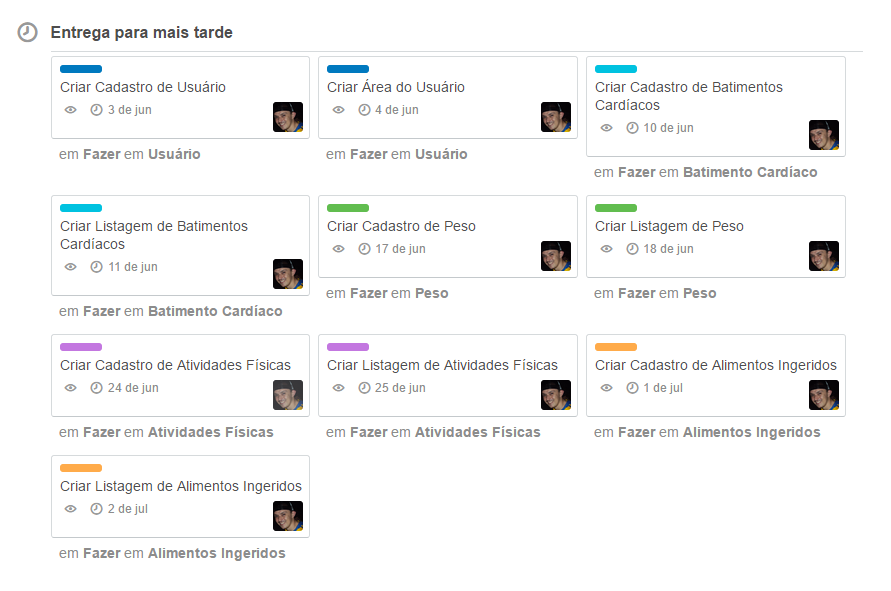 Entrega para mais tarde
Criar Cadastro de Usuário
3 de jun
em Fazer em Usuário
Criar Área do Usuário
4 de jun
em Fazer em Usuário
Criar Cadastro de Batimentos
Cardíacos
10 de jun
em Fazer em Batimento Cardíaco
Criar Listagem de Batimentos
Cardíacos
11 de jun
em Fazer em Batimento Cardíaco
Criar Cadastro de Peso
17 de jun
em Fazer em Peso
Criar Listagem de Peso
18 de jun
em Fazer em Peso
Criar Cadastro de Atividades Físicas
24 de jun
em Fazer em Atividades Físicas
Criar Listagem de Atividades Físicas
25 de jun
em Fazer em Atividades Físicas
Criar Cadastro de Alimentos Ingeridos
1 de jul
em Fazer em Alimentos Ingeridos
Criar Listagem de Alimentos Ingeridos
2 de jul
em Fazer em Alimentos Ingeridos